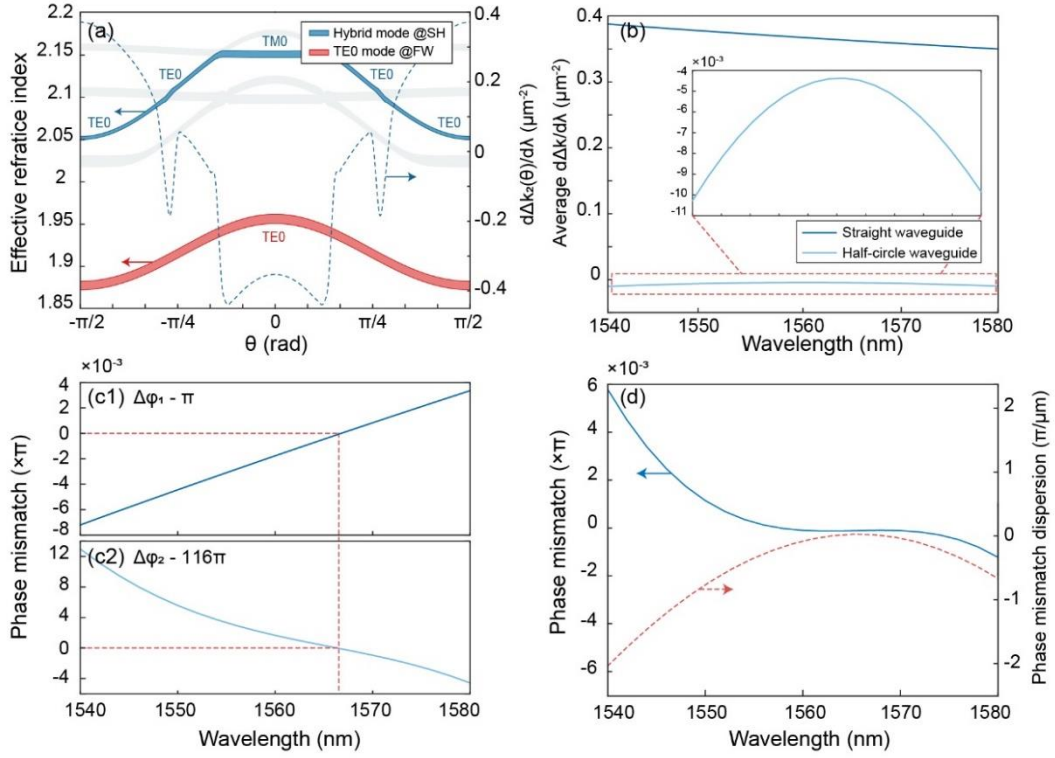 (a)
Hybrid mode @SH
TE0 mode @FW
TM0
TE0
TE0
TE0
TE0
TE0
Effective refratice index
2.2
2.15
2.1
2.05
2
1.95
1.9
1.85
0.4
0.2
0
-0.2
-0.4
dΔk₂(θ)/dλ (μm⁻²)
-π/2
-π/4
0
π/4
π/2
θ (rad)
(b)
Average dΔk/dλ (μm⁻²)
0.4
0.3
0.2
0.1
0
×10⁻³
-4
-5
-6
-7
-8
-9
-10
-11
Straight waveguide
Half-circle waveguide
1540
1550
1560
1570
1580
Wavelength (nm)
×10⁻³
(c1) Δφ₁ - π
4
2
0
-2
-4
-6
-8
Phase mismatch (×π)
(c2) Δφ₂ - 116π
12
8
4
0
-4
1540
1550
1560
1570
1580
Wavelength (nm)
×10⁻³
(d)
Phase mismatch (×π)
6
4
2
0
-2
-4
-6
2
1
0
-1
-2
Phase mismatch dispersion (π/μm)
1540
1550
1560
1570
1580
Wavelength (nm)